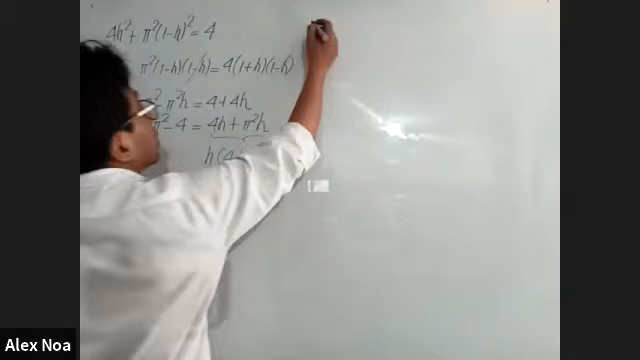 4h² + π²(1-h)² = 4
π²(1-h)(1-h) = 4(1+h)(1-h)
- π²h = 4 + 4h
π² - 4 = 4h + π²h
h(4+
Alex Noa